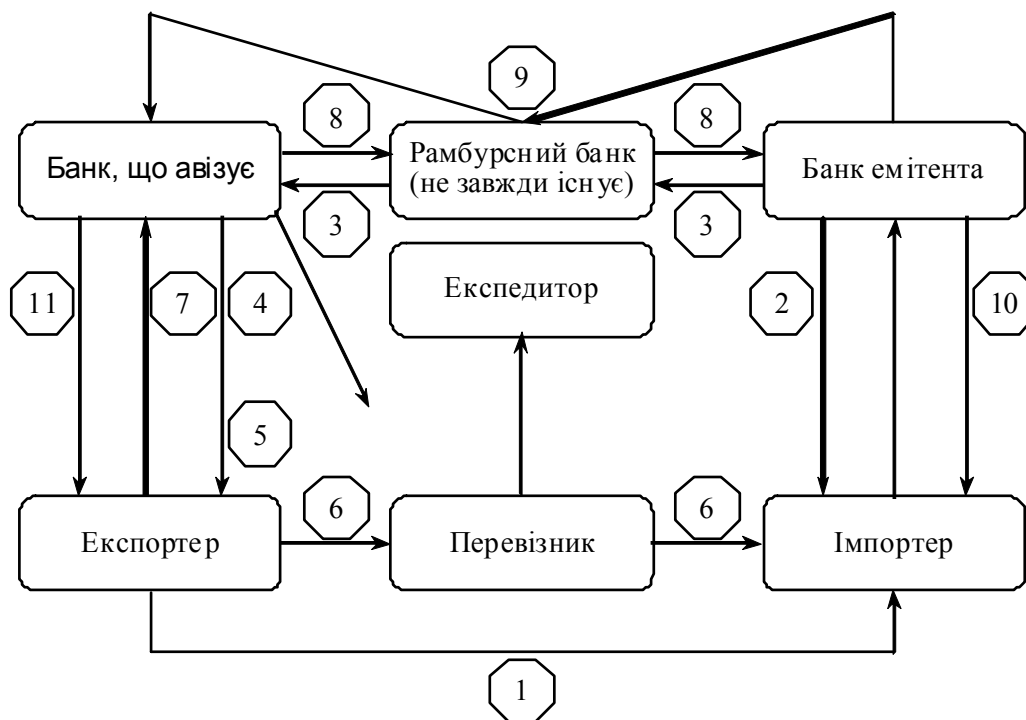 9
8
8
Банк, що авізує
Рамбурсний банк
(не завжди існує)
Банк емітента
3
3
Експедитор
11
7
4
2
10
5
6
6
Експортер
Перевізник
Імпортер
1